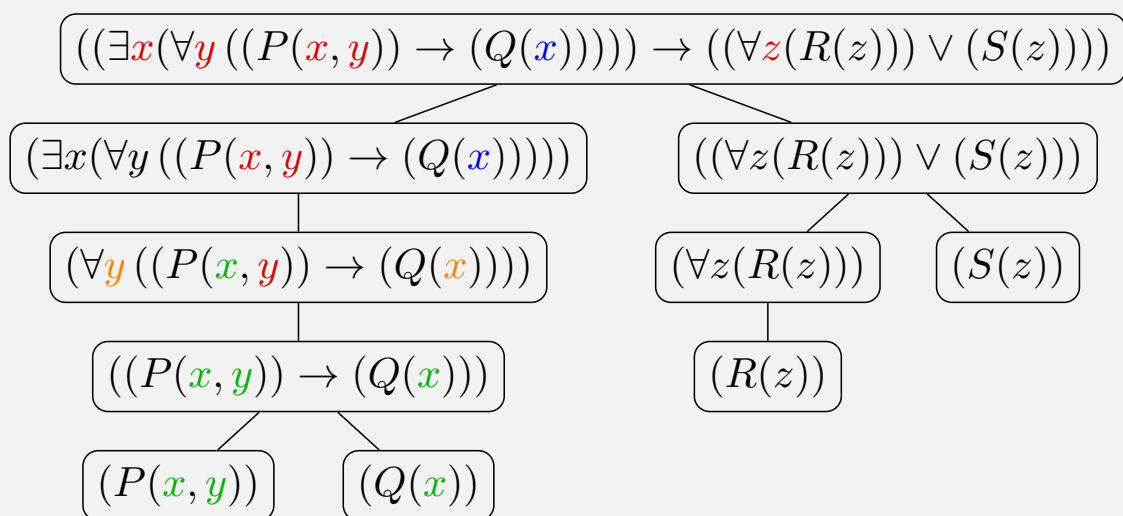 ((∃x(∀y ((P(x, y)) → (Q(x))))) → ((∀z(R(z))) ∨ (S(z))))
(∃x(∀y ((P(x, y)) → (Q(x)))))
((∀z(R(z))) ∨ (S(z)))
(∀y ((P(x, y)) → (Q(x))))
(∀z(R(z)))
(S(z))
((P(x, y)) → (Q(x)))
(R(z))
(P(x, y))
(Q(x))